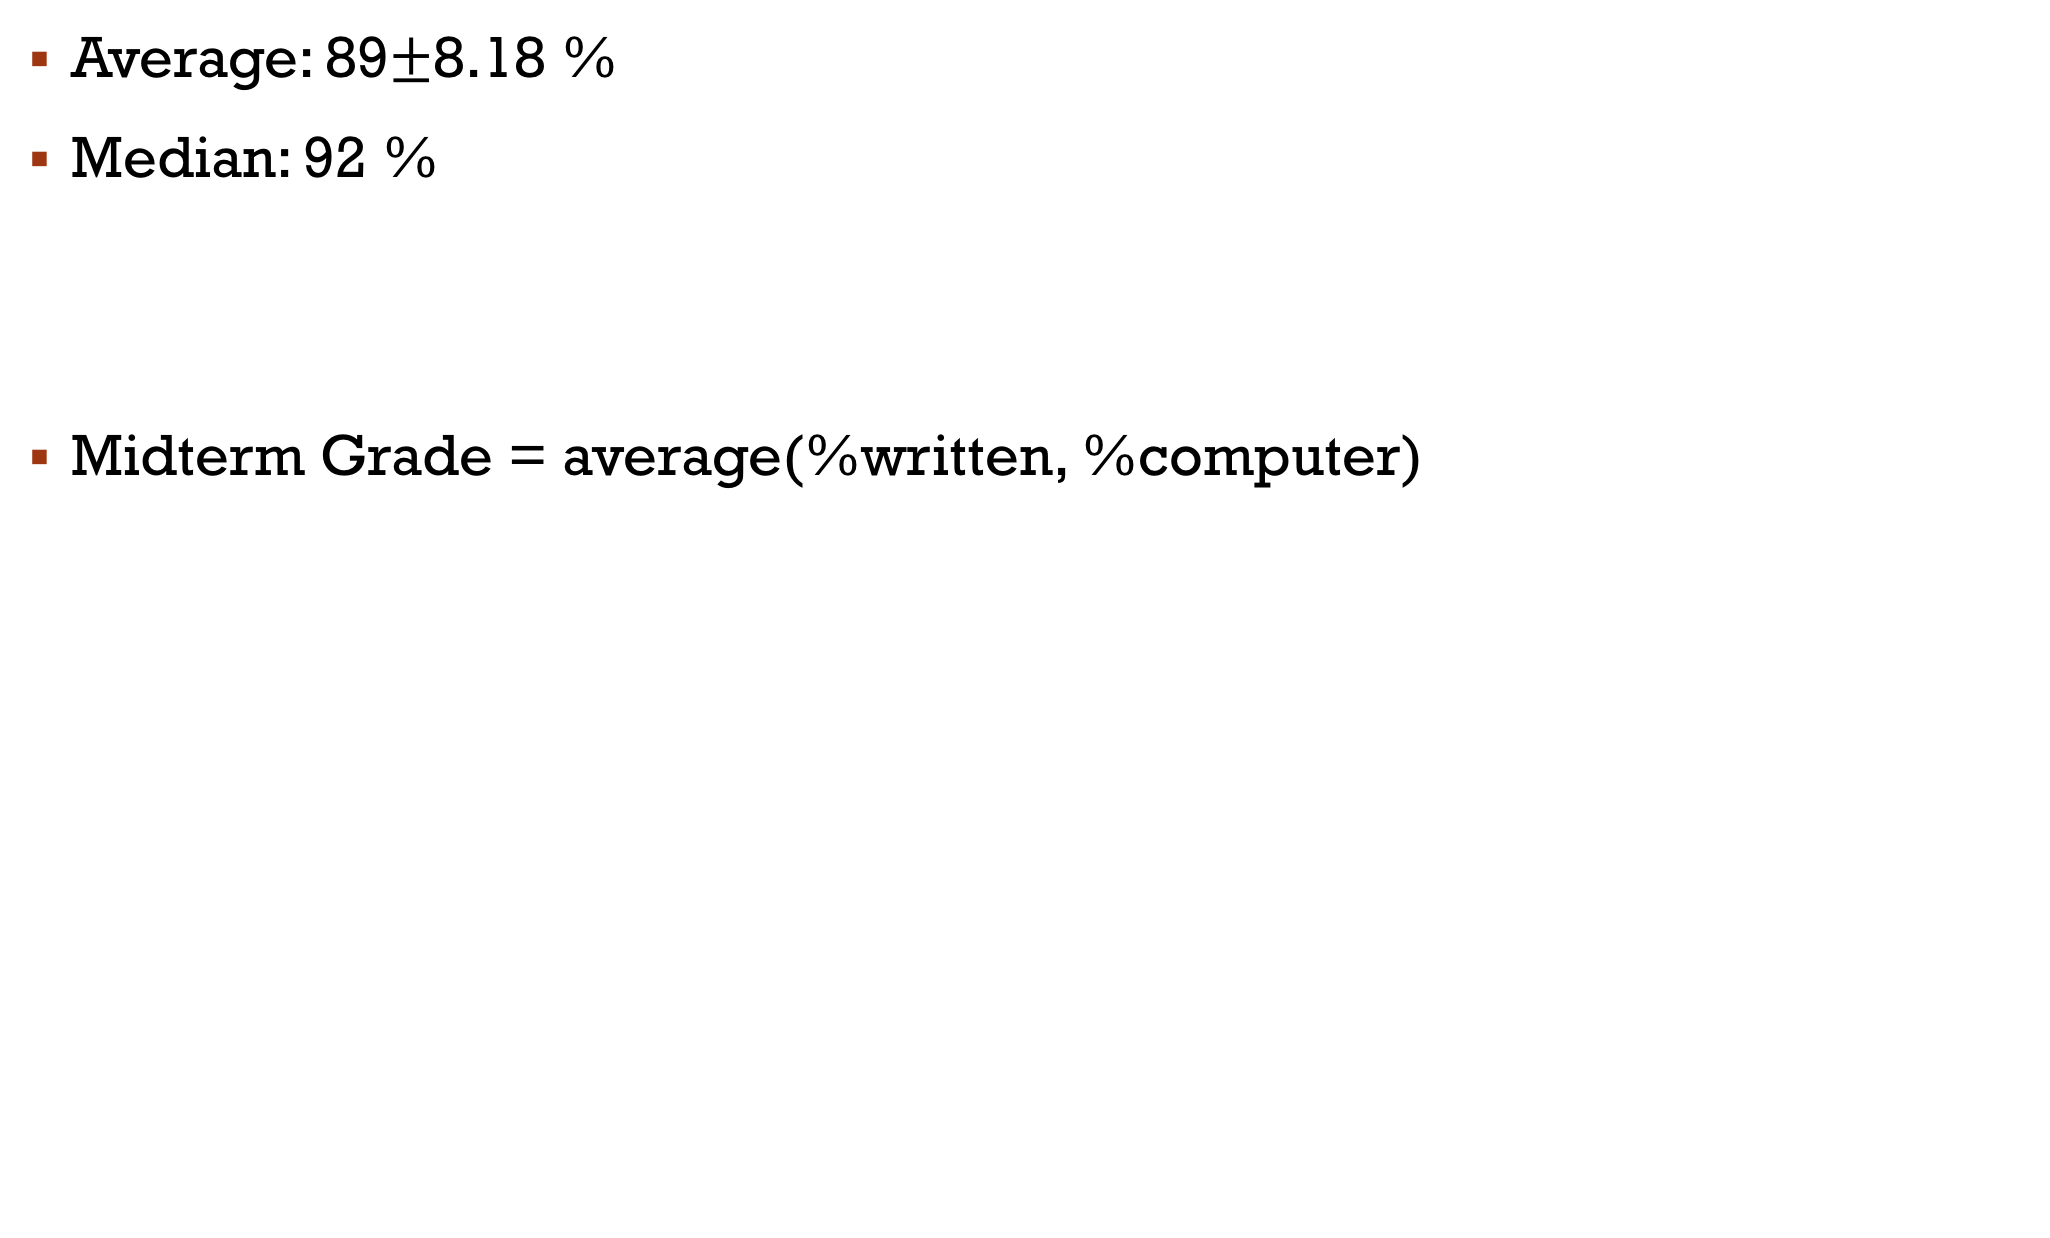 ▪ Average: 89±8.18 %
▪ Median: 92 %
▪ Midterm Grade = average(%written, %computer)